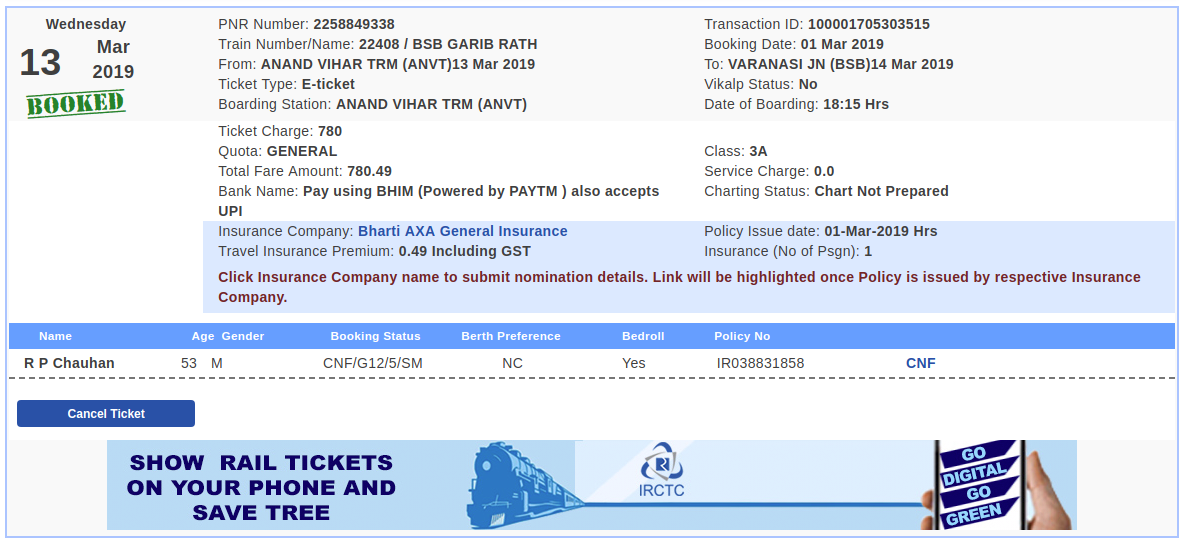 Wednesday
13 Mar 2019
BOOKED
PNR Number: 2258849338 Transaction ID: 100001705303515
Train Number/Name: 22408 / BSB GARIB RATH Booking Date: 01 Mar 2019
From: ANAND VIHAR TRM (ANVT)13 Mar 2019 To: VARANASI JN (BSB)14 Mar 2019
Ticket Type: E-ticket Vikalp Status: No
Boarding Station: ANAND VIHAR TRM (ANVT) Date of Boarding: 18:15 Hrs
Ticket Charge: 780
Quota: GENERAL Class: 3A
Total Fare Amount: 780.49 Service Charge: 0.0
Bank Name: Pay using BHIM (Powered by PAYTM ) also accepts Charting Status: Chart Not Prepared
UPI
Insurance Company: Bharti AXA General Insurance Policy Issue date: 01-Mar-2019 Hrs
Travel Insurance Premium: 0.49 Including GST Insurance (No of Psgn): 1
Click Insurance Company name to submit nomination details. Link will be highlighted once Policy is issued by respective Insurance
Company.
Name Age Gender Booking Status Berth Preference Bedroll Policy No
R P Chauhan 53 M CNF/G12/5/SM NC Yes IR038831858 CNF
Cancel Ticket
SHOW RAIL TICKETS
ON YOUR PHONE AND
SAVE TREE
IRCTC
GO
DIGITAL
GO
GREEN